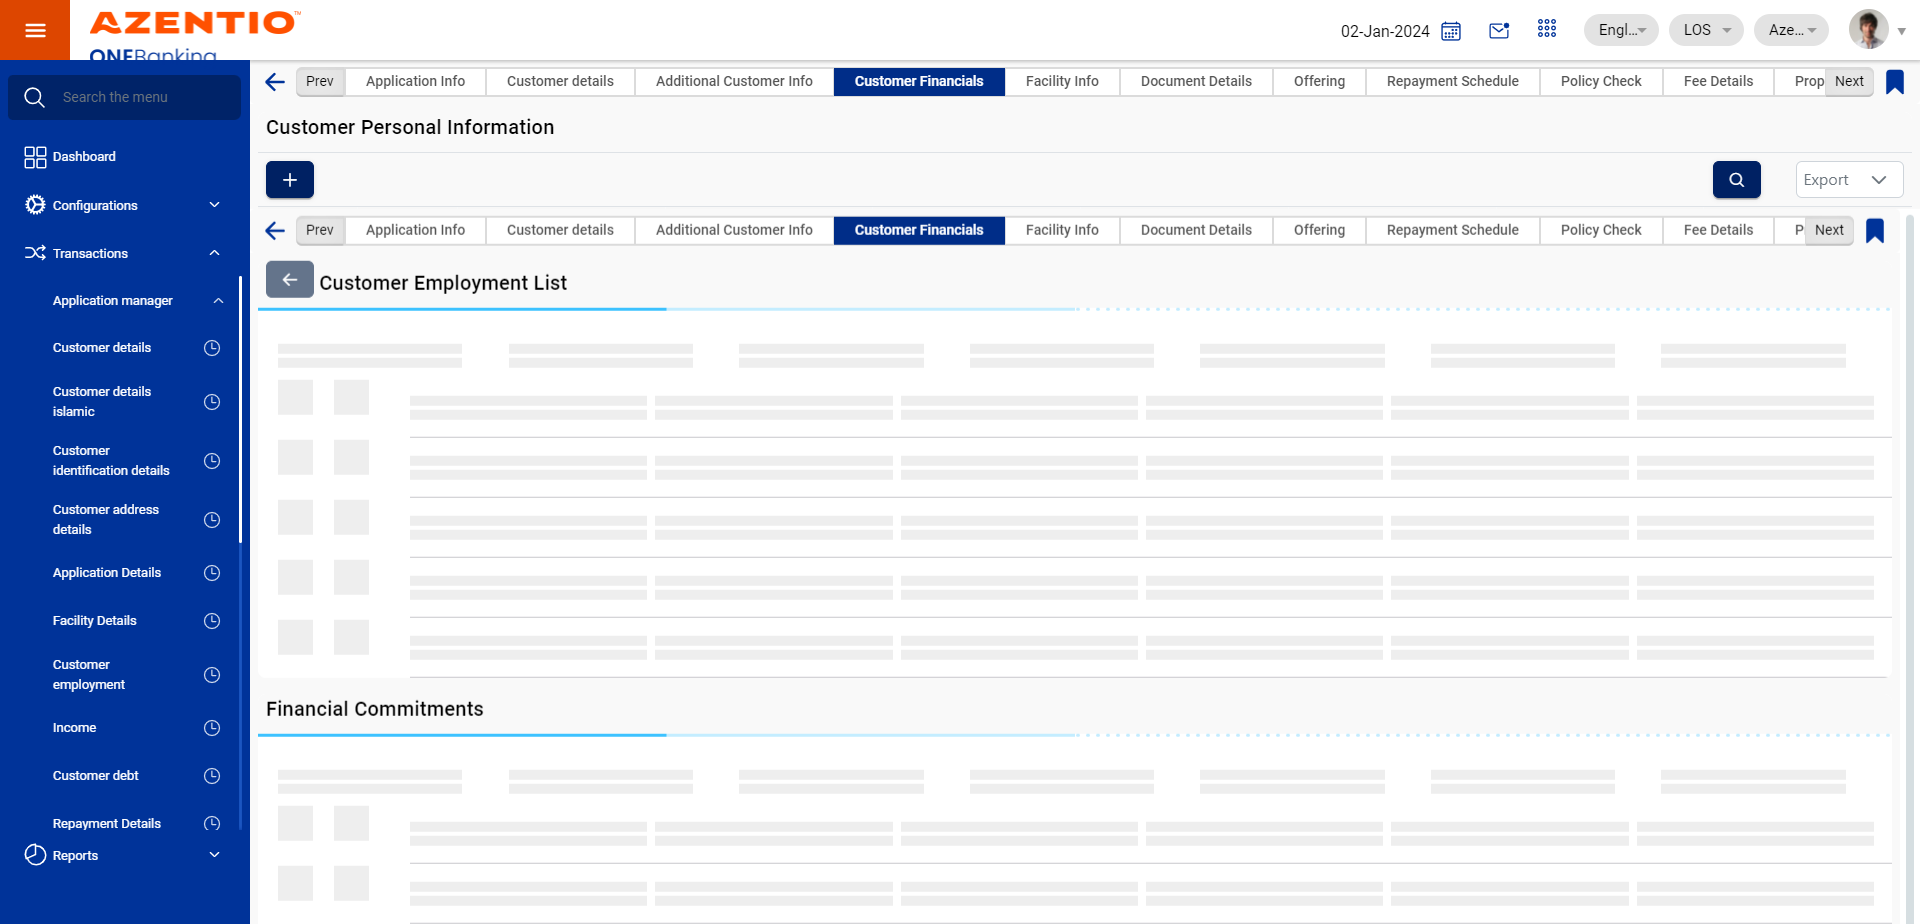 AZENTIO™
ONEBanking
02-Jan-2024
Engl...
LOS
Aze...
Search the menu
Dashboard
Configurations
Transactions
Application manager
Customer details
Customer details
islamic
Customer
identification details
Customer address
details
Application Details
Facility Details
Customer
employment
Income
Customer debt
Repayment Details
Reports
Prev Application Info Customer details Additional Customer Info Customer Financials Facility Info Document Details Offering Repayment Schedule Policy Check Fee Details Prop Next
Customer Personal Information
Export
Prev Application Info Customer details Additional Customer Info Customer Financials Facility Info Document Details Offering Repayment Schedule Policy Check Fee Details P Next
Customer Employment List
Financial Commitments